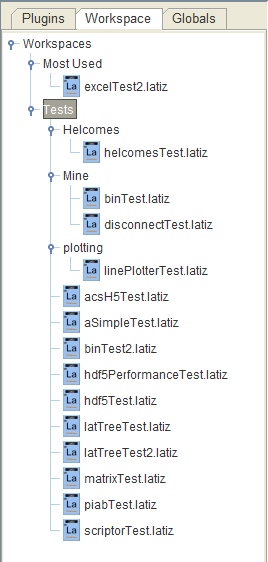 Plugins Workspace Globals
Workspaces
Most Used
La excelTest2.latiz
Tests
Helcomes
La helcomesTest.latiz
Mine
La binTest.latiz
La disconnectTest.latiz
plotting
La linePlotterTest.latiz
La acsH5Test.latiz
La aSimpleTest.latiz
La binTest2.latiz
La hdf5PerformanceTest.latiz
La hdf5Test.latiz
La latTreeTest.latiz
La latTreeTest2.latiz
La matrixTest.latiz
La piabTest.latiz
La scriptorTest.latiz